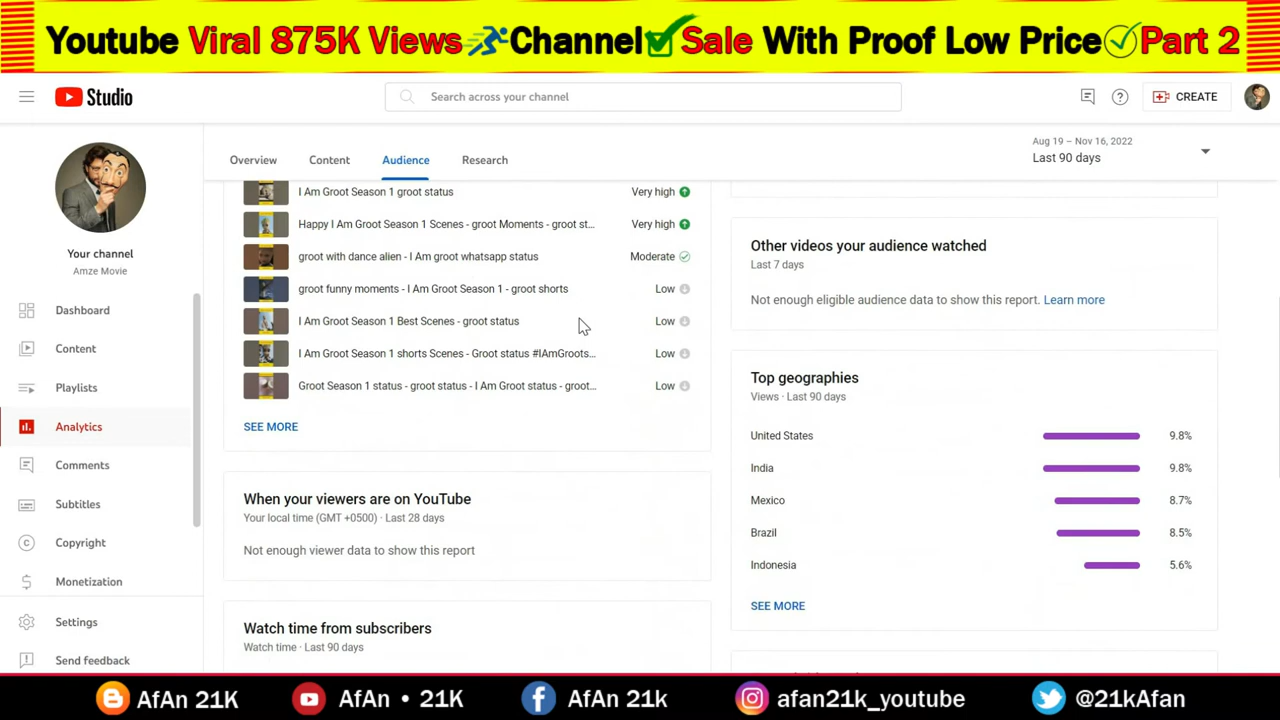 Youtube Viral 875K Views Channel Sale With Proof Low Price Part 2
Studio
Search across your channel
CREATE
Your channel
Amze Movie
Dashboard
Content
Playlists
Analytics
Comments
Subtitles
Copyright
Monetization
Settings
Send feedback
Overview Content Audience Research
Aug 19 – Nov 16, 2022
Last 90 days
I Am Groot Season 1 groot status Very high
Happy I Am Groot Season 1 Scenes - groot Moments - groot st... Very high
groot with dance alien - I Am groot whatsapp status Moderate
groot funny moments - I Am Groot Season 1 - groot shorts Low
I Am Groot Season 1 Best Scenes - groot status Low
I Am Groot Season 1 shorts Scenes - Groot status #IAmGroots... Low
Groot Season 1 status - groot status - I Am Groot status - groot... Low
SEE MORE
When your viewers are on YouTube
Your local time (GMT +0500) · Last 28 days
Not enough viewer data to show this report
Watch time from subscribers
Watch time · Last 90 days
Other videos your audience watched
Last 7 days
Not enough eligible audience data to show this report. Learn more
Top geographies
Views · Last 90 days
United States 9.8%
India 9.8%
Mexico 8.7%
Brazil 8.5%
Indonesia 5.6%
SEE MORE
AfAn 21K AfAn • 21K AfAn 21k afan21k_youtube @21kAfan